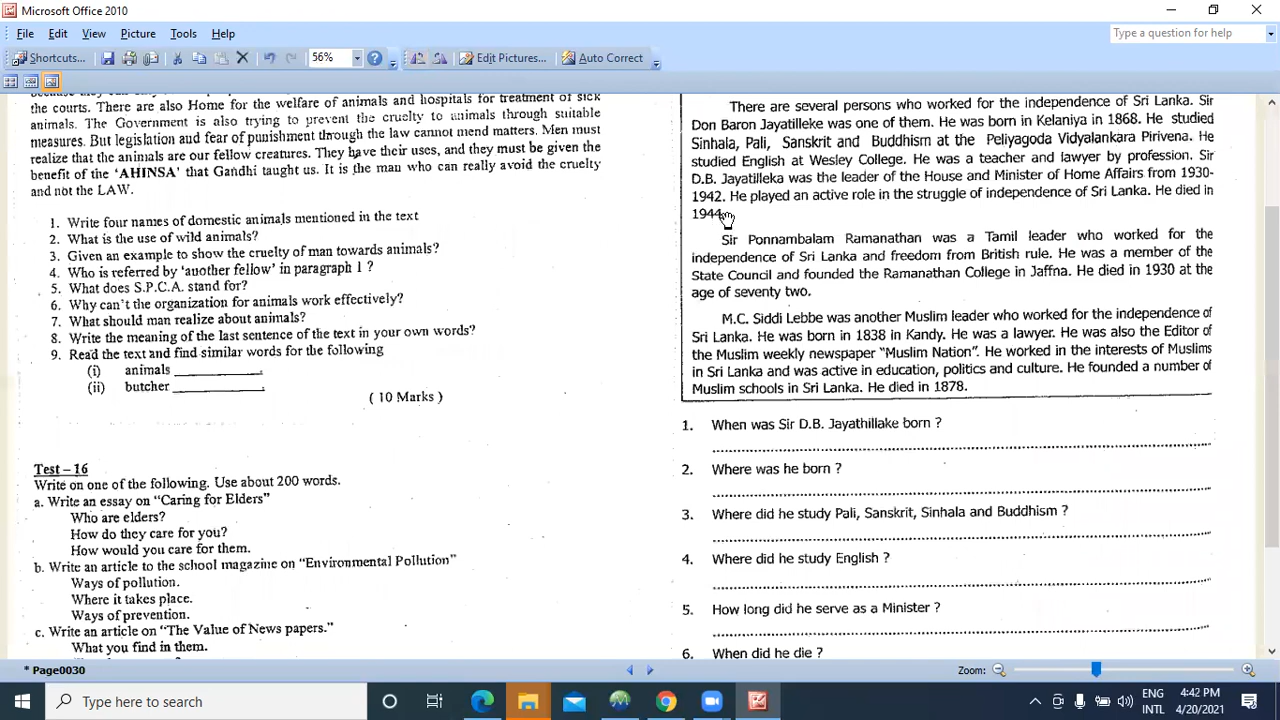 Microsoft Office 2010
File Edit View Picture Tools Help
Type a question for help
Shortcuts... 56% Edit Pictures... Auto Correct
the courts. There are also Home for the welfare of animals and hospitals for treatment of sick
animals. The Government is also trying to prevent the cruelty to animals through suitable
measures. But legislation and fear of punishment through the law cannot mend matters. Men must
realize that the animals are our fellow creatures. They have their uses, and they must be given the
benefit of the 'AHINSA' that Gandhi taught us. It is the man who can really avoid the cruelty
and not the LAW.
1. Write four names of domestic animals mentioned in the text
2. What is the use of wild animals?
3. Given an example to show the cruelty of man towards animals?
4. Who is referred by 'another fellow' in paragraph 1 ?
5. What does S.P.C.A. stand for?
6. Why can't the organization for animals work effectively?
7. What should man realize about animals?
8. Write the meaning of the last sentence of the text in your own words?
9. Read the text and find similar words for the following
(i) animals ____________.
(ii) butcher ____________.
( 10 Marks )
Test – 16
Write on one of the following. Use about 200 words.
a. Write an essay on "Caring for Elders"
Who are elders?
How do they care for you?
How would you care for them.
b. Write an article to the school magazine on "Environmental Pollution"
Ways of pollution.
Where it takes place.
Ways of prevention.
c. Write an article on "The Value of News papers."
What you find in them.
There are several persons who worked for the independence of Sri Lanka. Sir
Don Baron Jayatilleke was one of them. He was born in Kelaniya in 1868. He studied
Sinhala, Pali, Sanskrit and Buddhism at the Peliyagoda Vidyalankara Pirivena. He
studied English at Wesley College. He was a teacher and lawyer by profession. Sir
D.B. Jayatilleka was the leader of the House and Minister of Home Affairs from 1930-
1942. He played an active role in the struggle of independence of Sri Lanka. He died in
1944.
Sir Ponnambalam Ramanathan was a Tamil leader who worked for the
independence of Sri Lanka and freedom from British rule. He was a member of the
State Council and founded the Ramanathan College in Jaffna. He died in 1930 at the
age of seventy two.
M.C. Siddi Lebbe was another Muslim leader who worked for the independence of
Sri Lanka. He was born in 1838 in Kandy. He was a lawyer. He was also the Editor of
the Muslim weekly newspaper "Muslim Nation". He worked in the interests of Muslims
in Sri Lanka and was active in education, politics and culture. He founded a number of
Muslim schools in Sri Lanka. He died in 1878.
1. When was Sir D.B. Jayathillake born ?
2. Where was he born ?
3. Where did he study Pali, Sanskrit, Sinhala and Buddhism ?
4. Where did he study English ?
5. How long did he serve as a Minister ?
6. When did he die ?
* Page0030
Zoom:
Type here to search
ENG
INTL
4:42 PM
4/20/2021